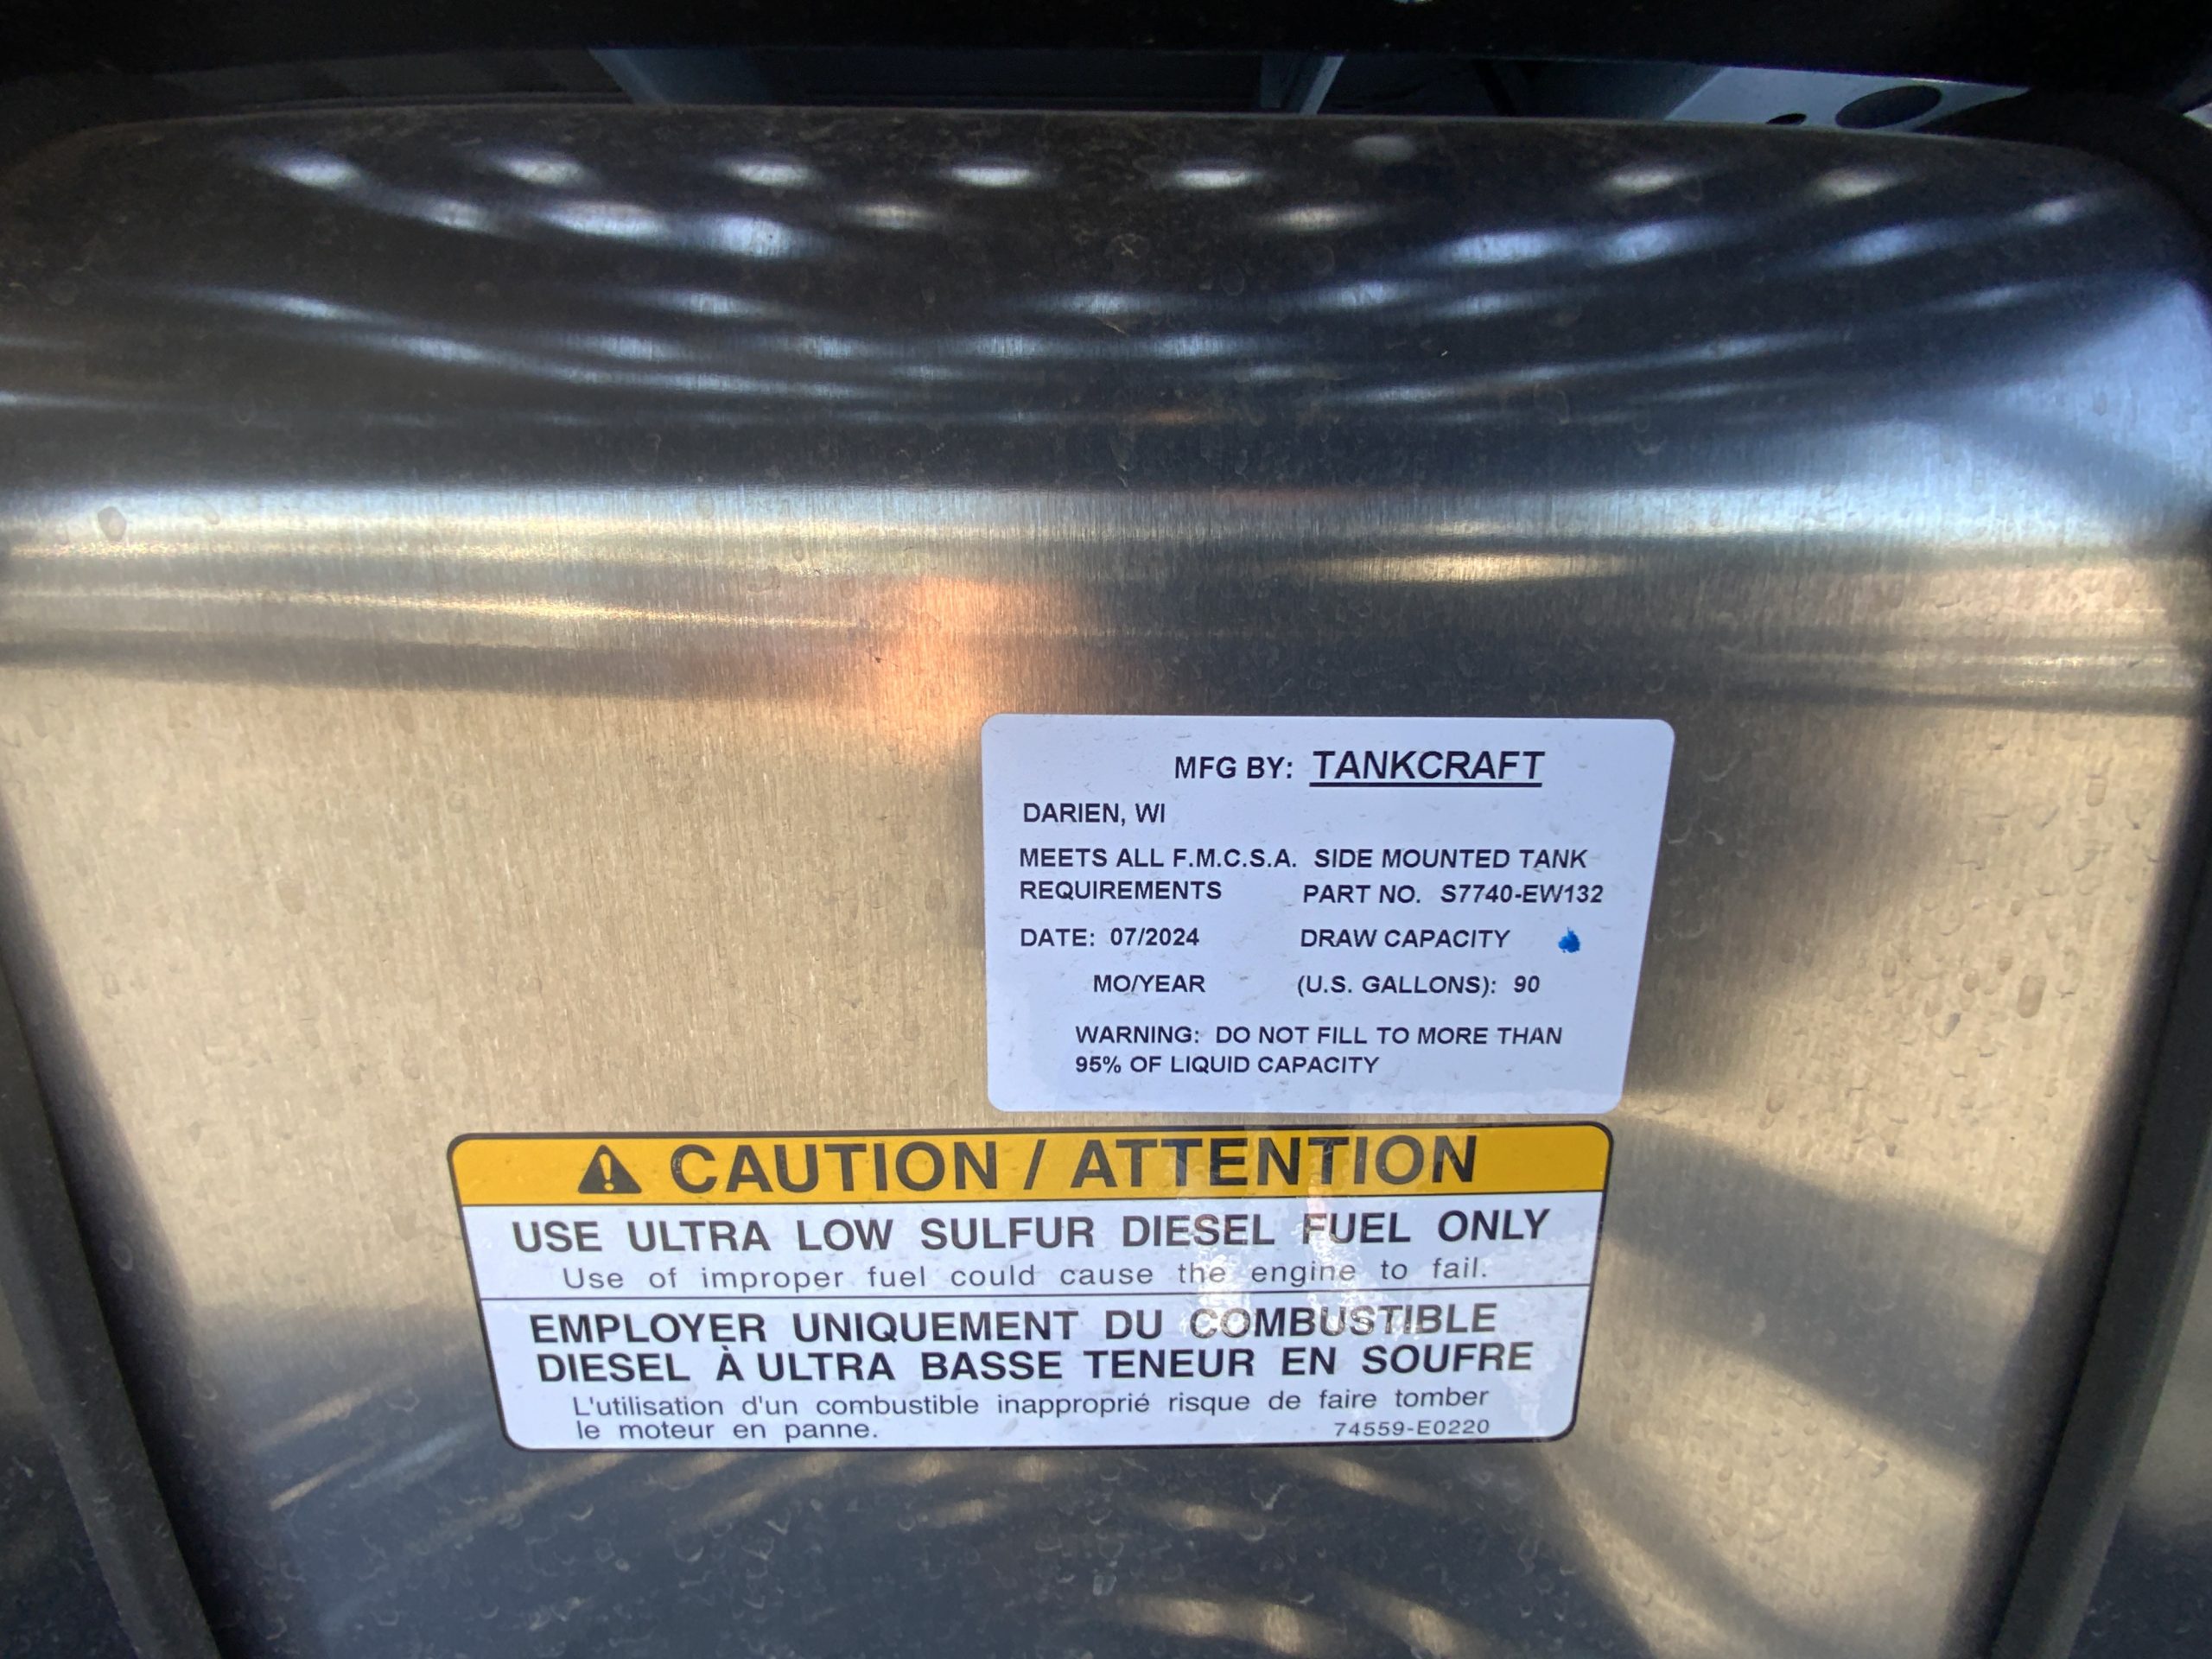 MFG BY: TANKCRAFT
DARIEN, WI
MEETS ALL F.M.C.S.A. SIDE MOUNTED TANK
REQUIREMENTS PART NO. S7740-EW132
DATE: 07/2024 DRAW CAPACITY
MO/YEAR (U.S. GALLONS): 90
WARNING: DO NOT FILL TO MORE THAN
95% OF LIQUID CAPACITY
CAUTION / ATTENTION
USE ULTRA LOW SULFUR DIESEL FUEL ONLY
Use of improper fuel could cause the engine to fail.
EMPLOYER UNIQUEMENT DU COMBUSTIBLE
DIESEL À ULTRA BASSE TENEUR EN SOUFRE
L'utilisation d'un combustible inapproprié risque de faire tomber
le moteur en panne. 74559-E0220